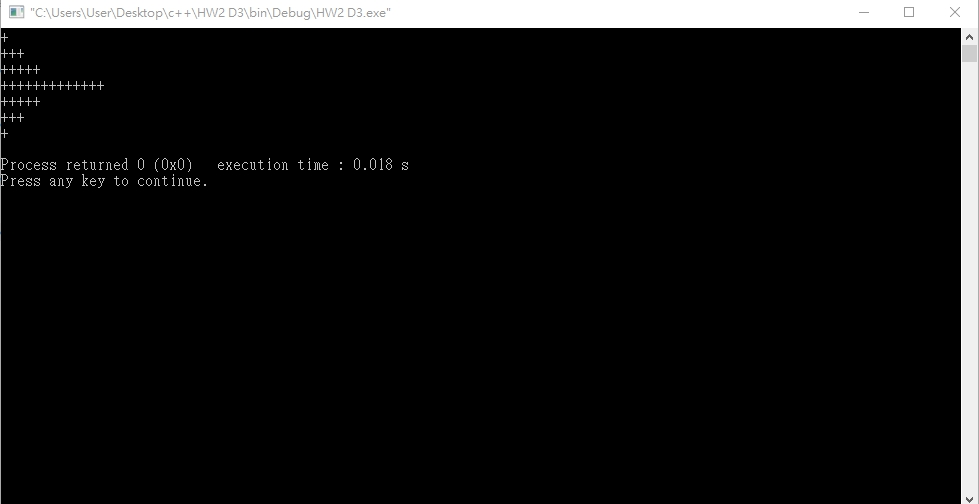 "C:\Users\User\Desktop\c++\HW2 D3\bin\Debug\HW2 D3.exe"
+
+++
+++++
+++++++++++++
+++++
+++
+
Process returned 0 (0x0)   execution time : 0.018 s
Press any key to continue.